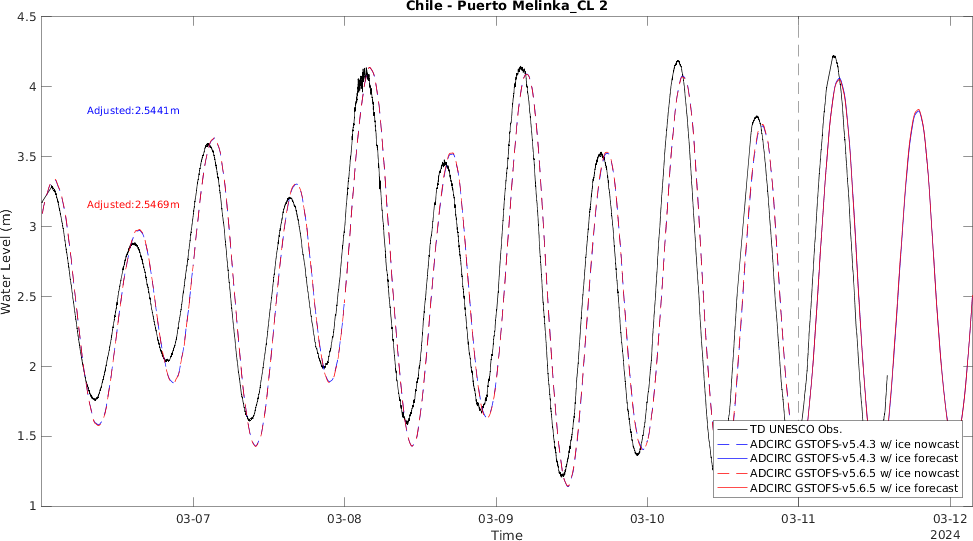 Chile - Puerto Melinka_CL 2
4.5
4
3.5
3
2.5
2
1.5
1
Water Level (m)
Adjusted:2.5441m
Adjusted:2.5469m
TD UNESCO Obs.
ADCIRC GSTOFS-v5.4.3 w/ ice nowcast
ADCIRC GSTOFS-v5.4.3 w/ ice forecast
ADCIRC GSTOFS-v5.6.5 w/ ice nowcast
ADCIRC GSTOFS-v5.6.5 w/ ice forecast
03-07 03-08 03-09 03-10 03-11 03-12
Time
2024